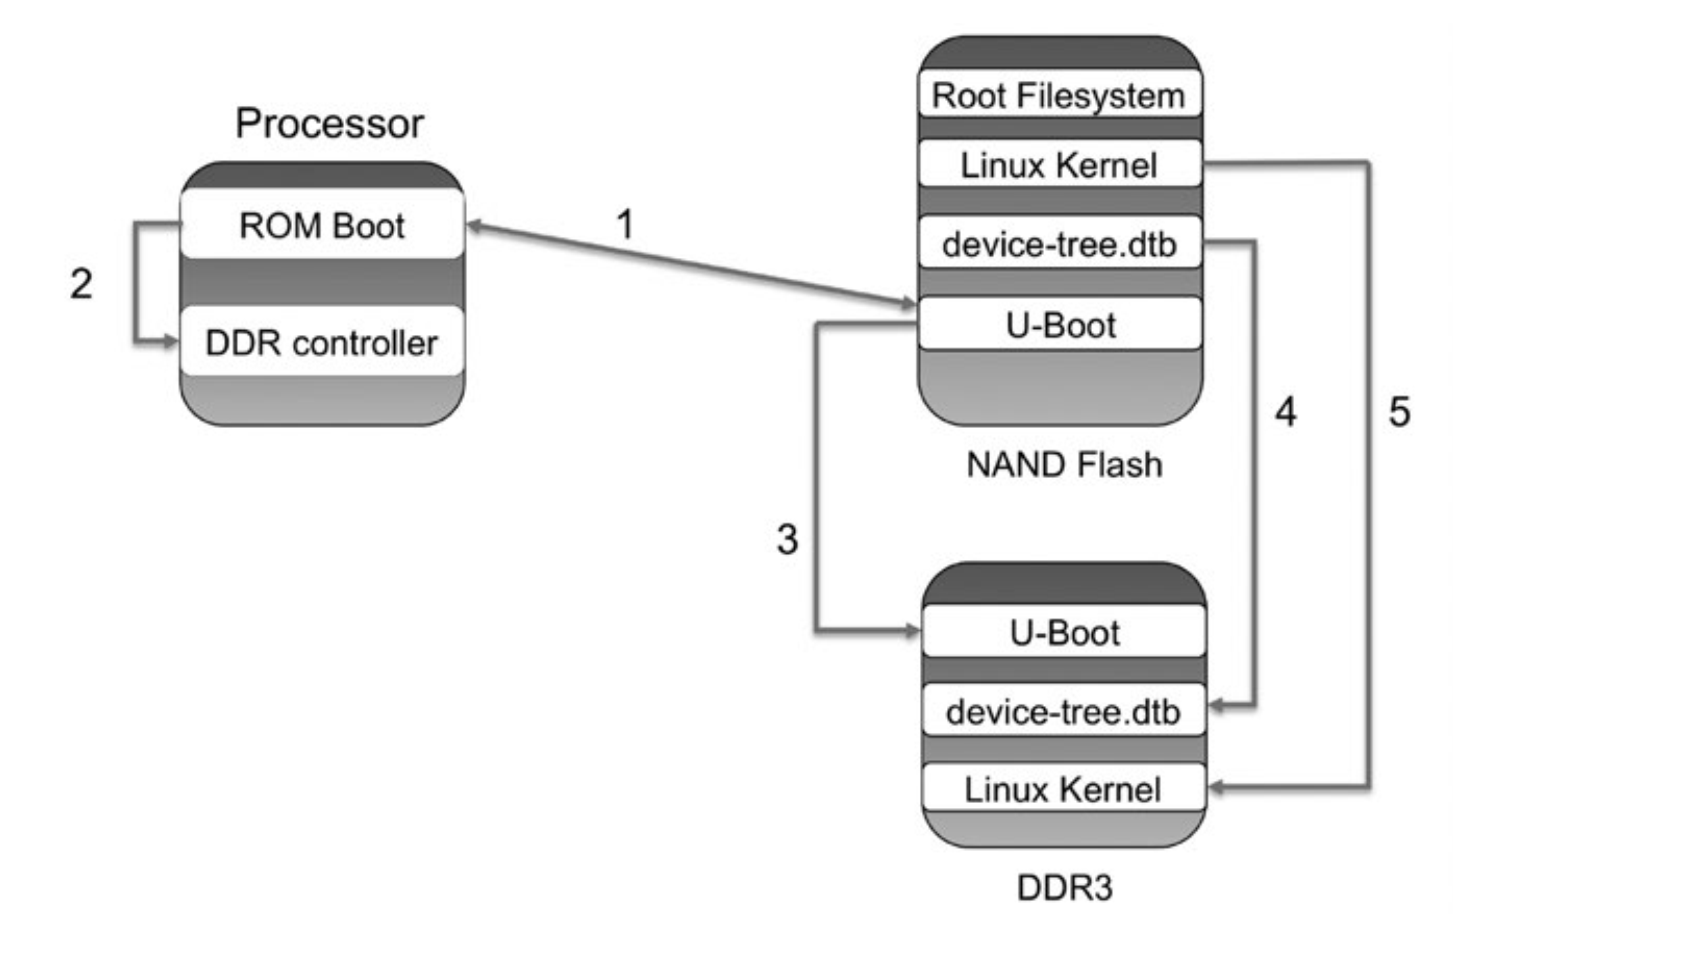 Processor
ROM Boot
DDR controller
2
1
Root Filesystem
Linux Kernel
device-tree.dtb
U-Boot
NAND Flash
3
4
5
U-Boot
device-tree.dtb
Linux Kernel
DDR3